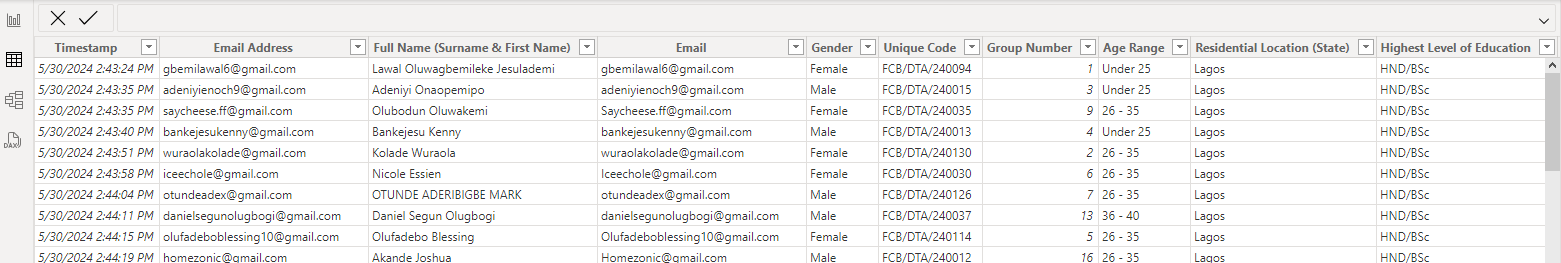 Timestamp Email Address Full Name (Surname & First Name) Email Gender Unique Code Group Number Age Range Residential Location (State) Highest Level of Education
5/30/2024 2:43:24 PM gbemilawal6@gmail.com Lawal Oluwagbemileke Jesulademi gbemilawal6@gmail.com Female FCB/DTA/240094 1 Under 25 Lagos HND/BSc
5/30/2024 2:43:35 PM adeniyienoch9@gmail.com Adeniyi Onaopemipo adeniyienoch9@gmail.com Male FCB/DTA/240015 3 Under 25 Lagos HND/BSc
5/30/2024 2:43:35 PM saycheese.ff@gmail.com Olubodun Oluwakemi Saycheese.ff@gmail.com Female FCB/DTA/240035 9 26 - 35 Lagos HND/BSc
5/30/2024 2:43:40 PM bankejesukenny@gmail.com Bankejesu Kenny bankejesukenny@gmail.com Male FCB/DTA/240013 4 Under 25 Lagos HND/BSc
5/30/2024 2:43:51 PM wuraolakolade@gmail.com Kolade Wuraola wuraolakolade@gmail.com Female FCB/DTA/240130 2 26 - 35 Lagos HND/BSc
5/30/2024 2:43:58 PM iceechole@gmail.com Nicole Essien Iceechole@gmail.com Female FCB/DTA/240030 6 26 - 35 Lagos HND/BSc
5/30/2024 2:44:04 PM otundeadex@gmail.com OTUNDE ADERIBIGBE MARK otundeadex@gmail.com Male FCB/DTA/240126 7 26 - 35 Lagos HND/BSc
5/30/2024 2:44:11 PM danielsegunolugbogi@gmail.com Daniel Segun Olugbogi danielsegunolugbogi@gmail.com Male FCB/DTA/240037 13 36 - 40 Lagos HND/BSc
5/30/2024 2:44:15 PM olufadeboblessing10@gmail.com Olufadebo Blessing Olufadeboblessing10@gmail.com Female FCB/DTA/240114 5 26 - 35 Lagos HND/BSc
5/30/2024 2:44:19 PM homezonic@gmail.com Akande Joshua Homezonic@gmail.com Male FCB/DTA/240012 16 26 - 35 Lagos HND/BSc
DAX